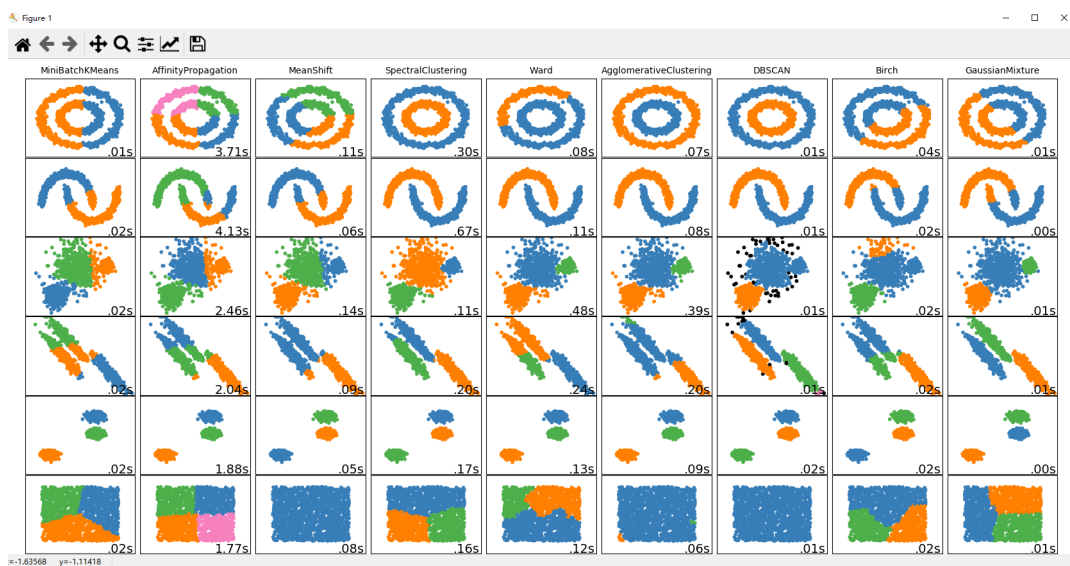 Figure 1
MiniBatchKMeans AffinityPropagation MeanShift SpectralClustering Ward AgglomerativeClustering DBSCAN Birch GaussianMixture
.01s 3.71s .11s .30s .08s .07s .01s .04s .01s
.02s 4.13s .06s .67s .11s .08s .01s .02s .00s
.02s 2.46s .14s .11s .48s .39s .01s .02s .01s
.02s 2.04s .09s .20s .24s .20s .01s .02s .01s
.02s 1.88s .05s .17s .13s .09s .02s .02s .00s
.02s 1.77s .08s .16s .12s .06s .01s .02s .01s
=-1.63568 y=-1.11418